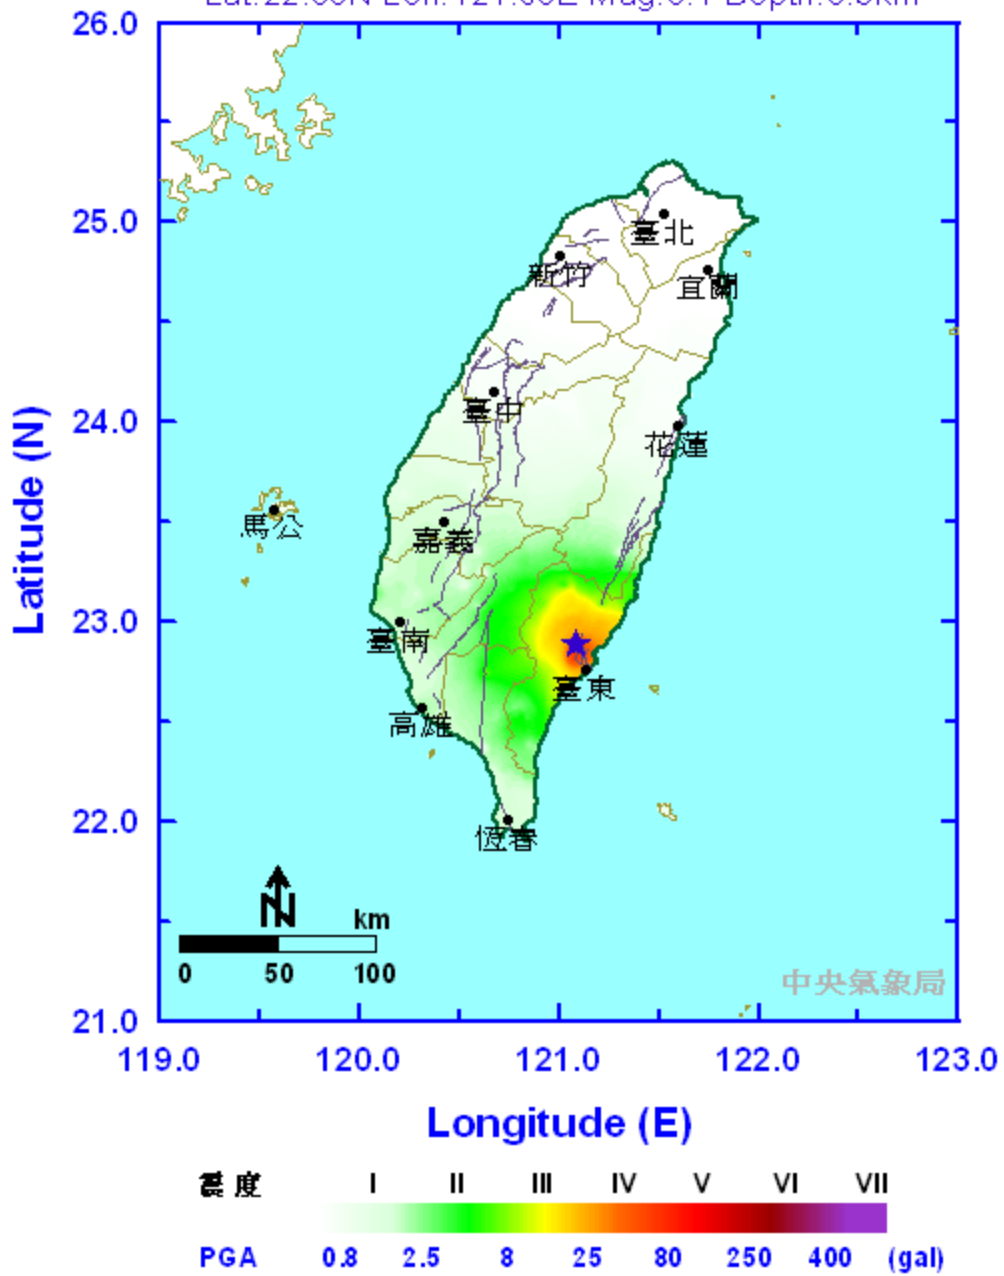 26.0
25.0
臺北
新竹
宜蘭
24.0
臺中
花蓮
馬公
嘉義
23.0
臺南
臺東
高雄
22.0
恆春
N
km
0 50 100
中央氣象局
21.0
119.0 120.0 121.0 122.0 123.0
Latitude (N)
Longitude (E)
震度 I II III IV V VI VII
PGA 0.8 2.5 8 25 80 250 400 (gal)